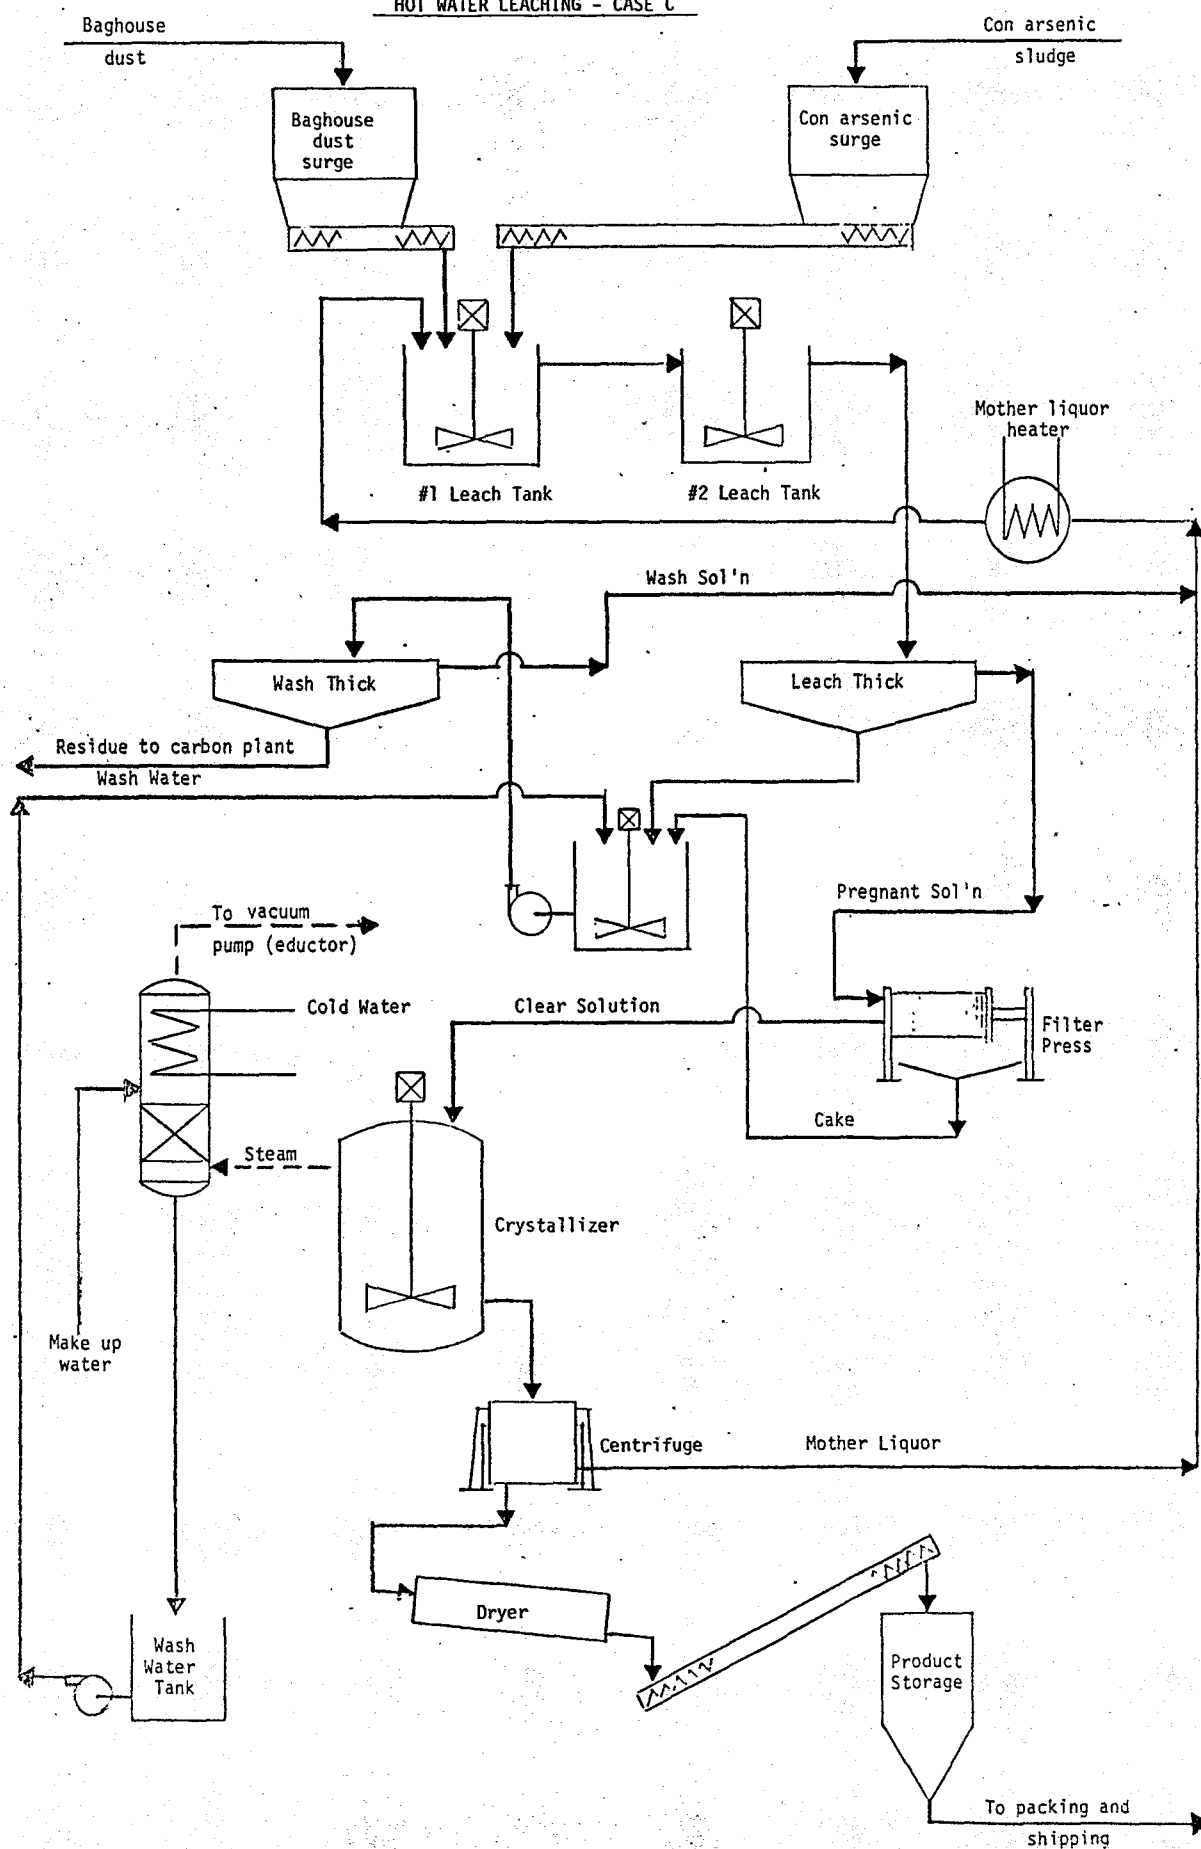 HOT WATER LEACHING - CASE C
Baghouse
dust
Con arsenic
sludge
Baghouse
dust
surge
Con arsenic
surge
Mother liquor
heater
#1 Leach Tank
#2 Leach Tank
Wash Sol'n
Wash Thick
Leach Thick
Residue to carbon plant
Wash Water
Pregnant Sol'n
To vacuum
pump (eductor)
Cold Water
Clear Solution
Filter
Press
Cake
Steam
Crystallizer
Make up
water
Centrifuge
Mother Liquor
Dryer
Wash
Water
Tank
Product
Storage
To packing and
shipping